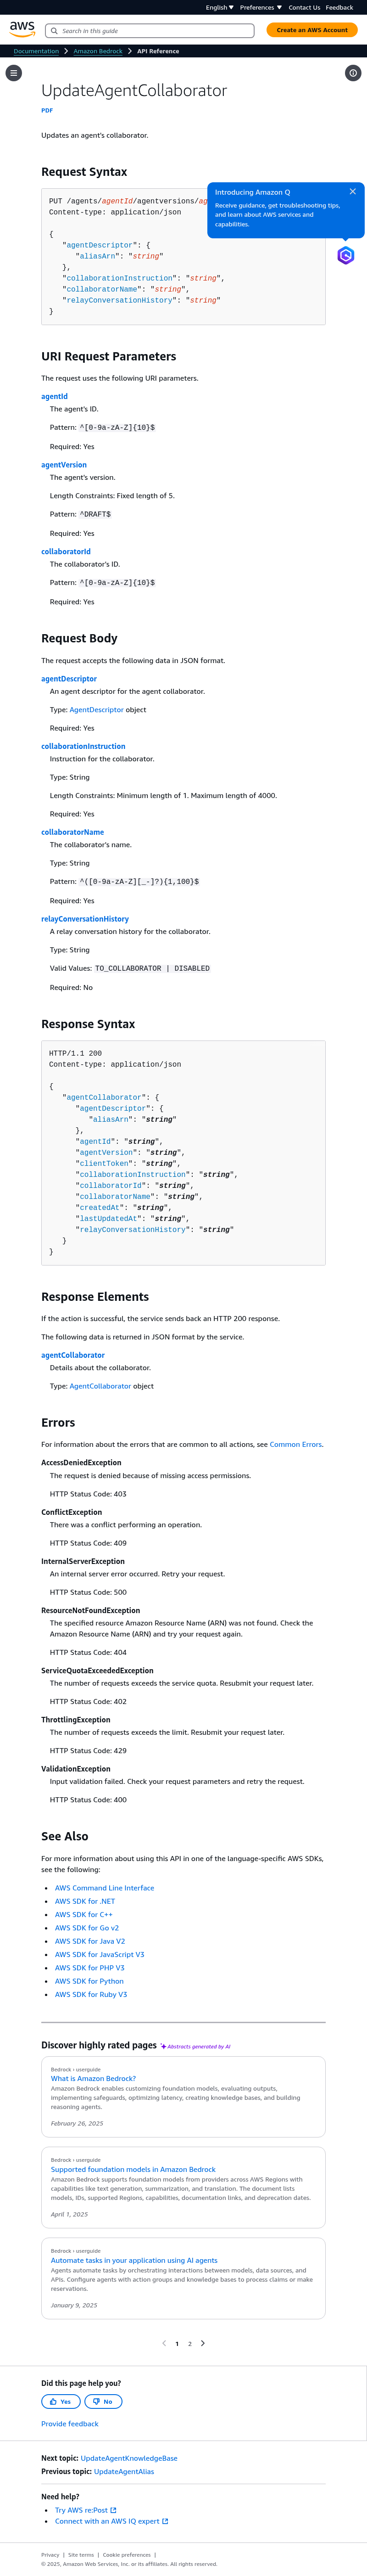 English Preferences Contact Us Feedback
aws
Search in this guide
Create an AWS Account
Documentation Amazon Bedrock API Reference
UpdateAgentCollaborator
PDF
Updates an agent's collaborator.
Request Syntax
PUT /agents/agentId/agentversions/
Content-type: application/json
{
"agentDescriptor": {
"aliasArn": "string"
},
"collaborationInstruction": "string",
"collaboratorName": "string",
"relayConversationHistory": "string"
}
Introducing Amazon Q
Receive guidance, get troubleshooting tips,
and learn about AWS services and
capabilities.
URI Request Parameters
The request uses the following URI parameters.
agentId
The agent's ID.
Pattern: ^[0-9a-zA-Z]{10}$
Required: Yes
agentVersion
The agent's version.
Length Constraints: Fixed length of 5.
Pattern: ^DRAFT$
Required: Yes
collaboratorId
The collaborator's ID.
Pattern: ^[0-9a-zA-Z]{10}$
Required: Yes
Request Body
The request accepts the following data in JSON format.
agentDescriptor
An agent descriptor for the agent collaborator.
Type: AgentDescriptor object
Required: Yes
collaborationInstruction
Instruction for the collaborator.
Type: String
Length Constraints: Minimum length of 1. Maximum length of 4000.
Required: Yes
collaboratorName
The collaborator's name.
Type: String
Pattern: ^([0-9a-zA-Z][_-]?){1,100}$
Required: Yes
relayConversationHistory
A relay conversation history for the collaborator.
Type: String
Valid Values: TO_COLLABORATOR | DISABLED
Required: No
Response Syntax
HTTP/1.1 200
Content-type: application/json
{
"agentCollaborator": {
"agentDescriptor": {
"aliasArn": "string"
},
"agentId": "string",
"agentVersion": "string",
"clientToken": "string",
"collaborationInstruction": "string",
"collaboratorId": "string",
"collaboratorName": "string",
"createdAt": "string",
"lastUpdatedAt": "string",
"relayConversationHistory": "string"
}
}
Response Elements
If the action is successful, the service sends back an HTTP 200 response.
The following data is returned in JSON format by the service.
agentCollaborator
Details about the collaborator.
Type: AgentCollaborator object
Errors
For information about the errors that are common to all actions, see Common Errors.
AccessDeniedException
The request is denied because of missing access permissions.
HTTP Status Code: 403
ConflictException
There was a conflict performing an operation.
HTTP Status Code: 409
InternalServerException
An internal server error occurred. Retry your request.
HTTP Status Code: 500
ResourceNotFoundException
The specified resource Amazon Resource Name (ARN) was not found. Check the
Amazon Resource Name (ARN) and try your request again.
HTTP Status Code: 404
ServiceQuotaExceededException
The number of requests exceeds the service quota. Resubmit your request later.
HTTP Status Code: 402
ThrottlingException
The number of requests exceeds the limit. Resubmit your request later.
HTTP Status Code: 429
ValidationException
Input validation failed. Check your request parameters and retry the request.
HTTP Status Code: 400
See Also
For more information about using this API in one of the language-specific AWS SDKs,
see the following:
• AWS Command Line Interface
• AWS SDK for .NET
• AWS SDK for C++
• AWS SDK for Go v2
• AWS SDK for Java V2
• AWS SDK for JavaScript V3
• AWS SDK for PHP V3
• AWS SDK for Python
• AWS SDK for Ruby V3
Discover highly rated pages Abstracts generated by AI
Bedrock › userguide
What is Amazon Bedrock?
Amazon Bedrock enables customizing foundation models, evaluating outputs,
implementing safeguards, optimizing latency, creating knowledge bases, and building
reasoning agents.
February 26, 2025
Bedrock › userguide
Supported foundation models in Amazon Bedrock
Amazon Bedrock supports foundation models from providers across AWS Regions with
capabilities like text generation, summarization, and translation. The document lists
models, IDs, supported Regions, capabilities, documentation links, and deprecation dates.
April 1, 2025
Bedrock › userguide
Automate tasks in your application using AI agents
Agents automate tasks by orchestrating interactions between models, data sources, and
APIs. Configure agents with action groups and knowledge bases to process claims or make
reservations.
January 9, 2025
1 2
Did this page help you?
Yes No
Provide feedback
Next topic: UpdateAgentKnowledgeBase
Previous topic: UpdateAgentAlias
Need help?
• Try AWS re:Post
• Connect with an AWS IQ expert
Privacy | Site terms | Cookie preferences |
© 2025, Amazon Web Services, Inc. or its affiliates. All rights reserved.